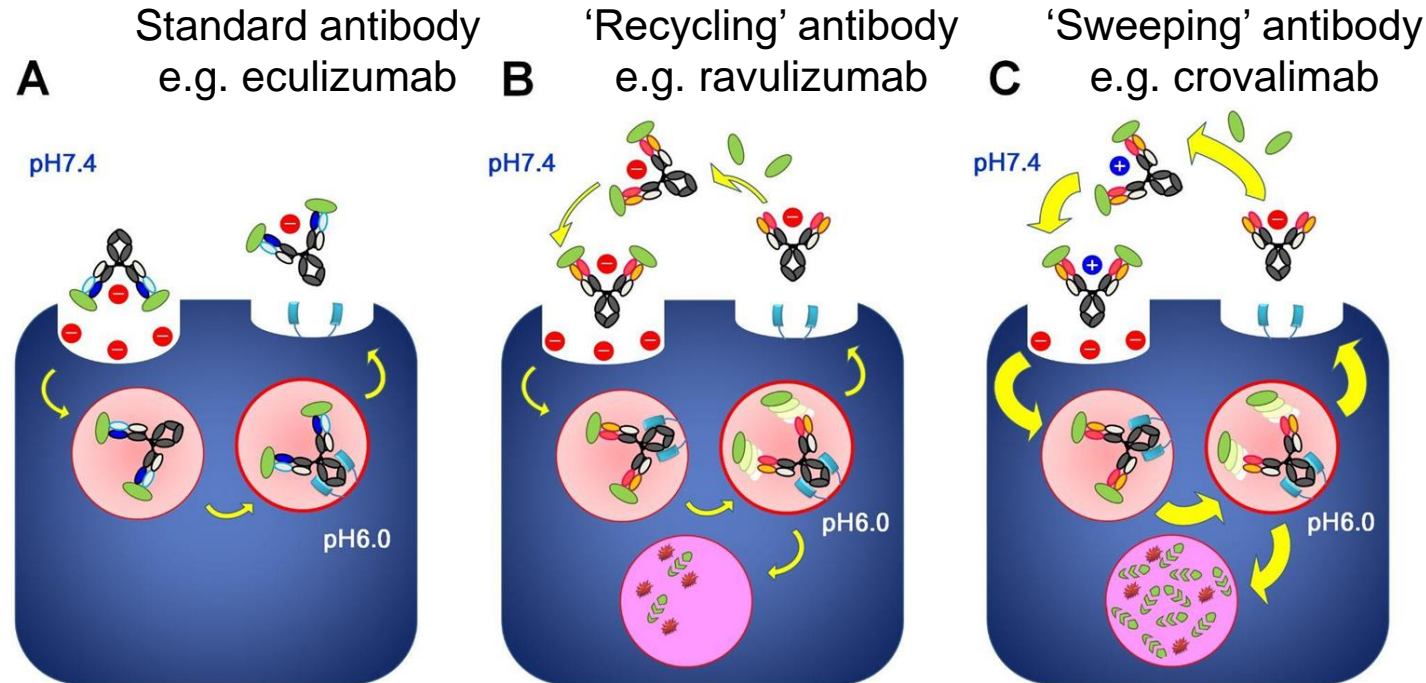 Standard antibody
e.g. eculizumab
‘Recycling’ antibody
e.g. ravulizumab
‘Sweeping’ antibody
e.g. crovalimab
A
B
C
pH7.4
pH7.4
pH7.4
−
−
−
−
−
−
−
−
−
−
−
+
−
+
−
−
−
pH6.0
pH6.0
pH6.0